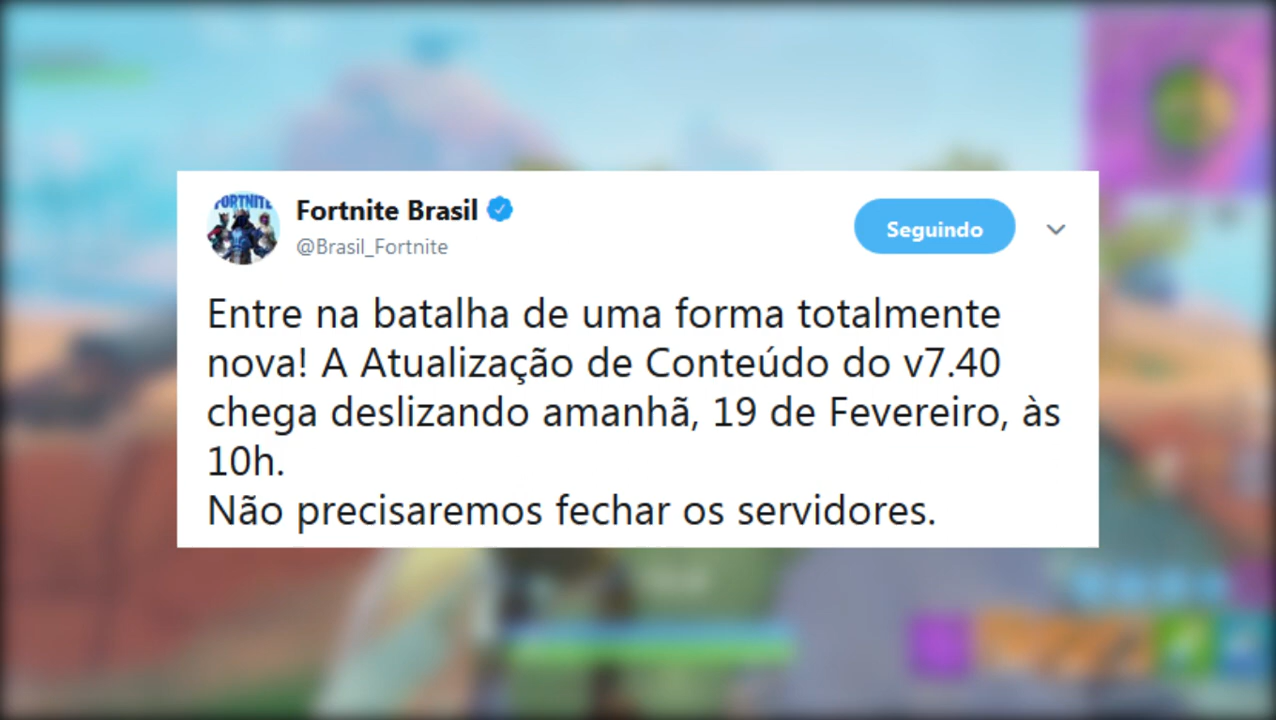 FORTNITE
Fortnite Brasil
@Brasil_Fortnite
Seguindo
Entre na batalha de uma forma totalmente
nova! A Atualização de Conteúdo do v7.40
chega deslizando amanhã, 19 de Fevereiro, às
10h.
Não precisaremos fechar os servidores.